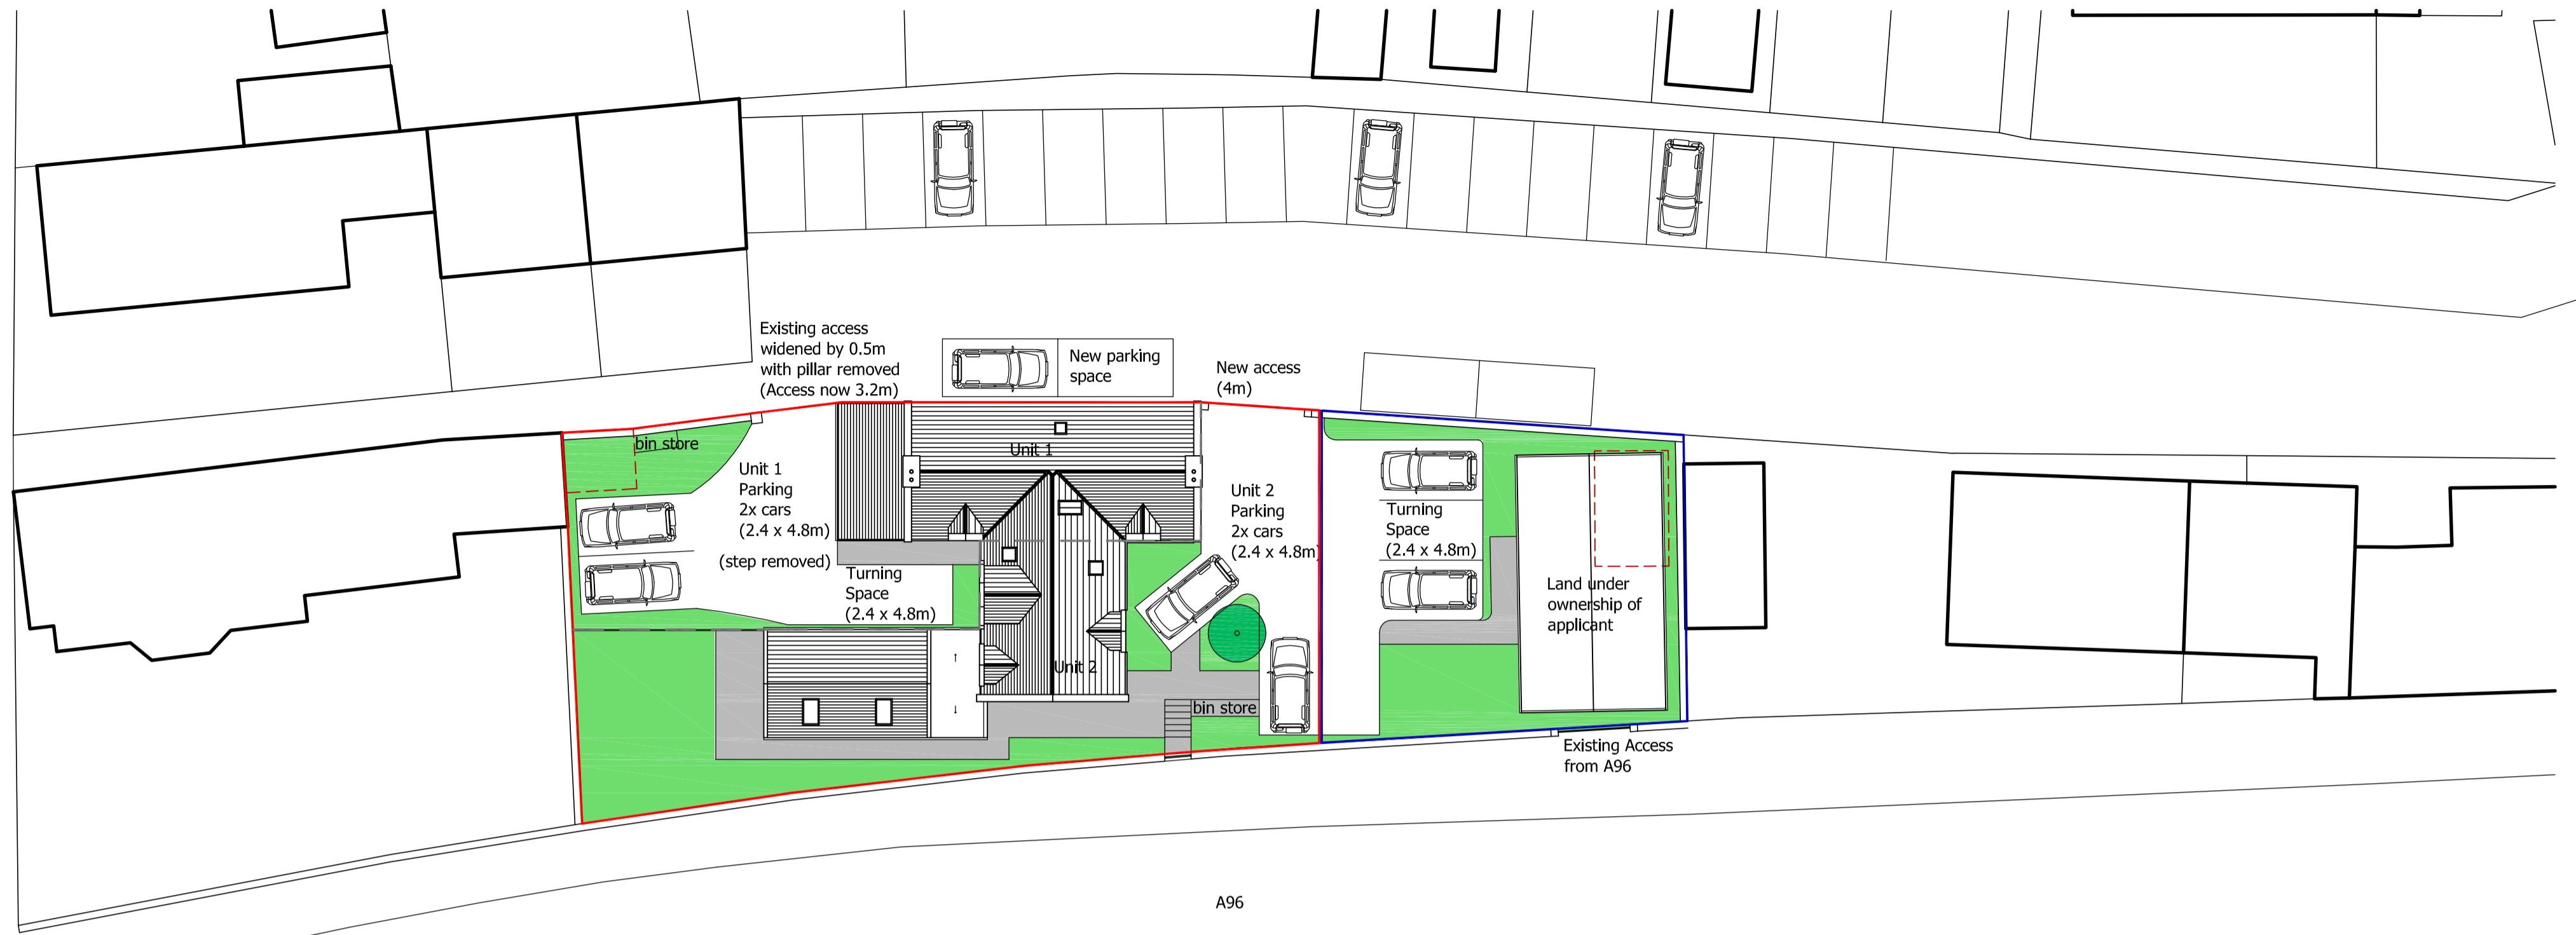 Existing access
widened by 0.5m
with pillar removed
(Access now 3.2m)
New parking
space
New access
(4m)
bin store
Unit 1
Parking
2x cars
(2.4 x 4.8m)
(step removed)
Turning
Space
(2.4 x 4.8m)
Unit 1
Unit 2
Unit 2
Parking
2x cars
(2.4 x 4.8m)
bin store
Turning
Space
(2.4 x 4.8m)
Land under
ownership of
applicant
Existing Access
from A96
A96